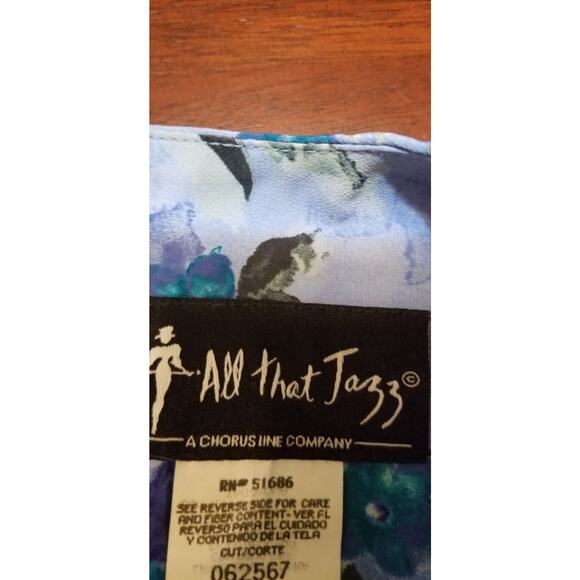 All that Jazz ©
A CHORUS LINE COMPANY
RN# 51686
SEE REVERSE SIDE FOR CARE
AND FIBER CONTENT-VER FL
REVERSO PARA EL CUIDADO
Y CONTENIDO DE LA TELA
CUT/CORTE
062567